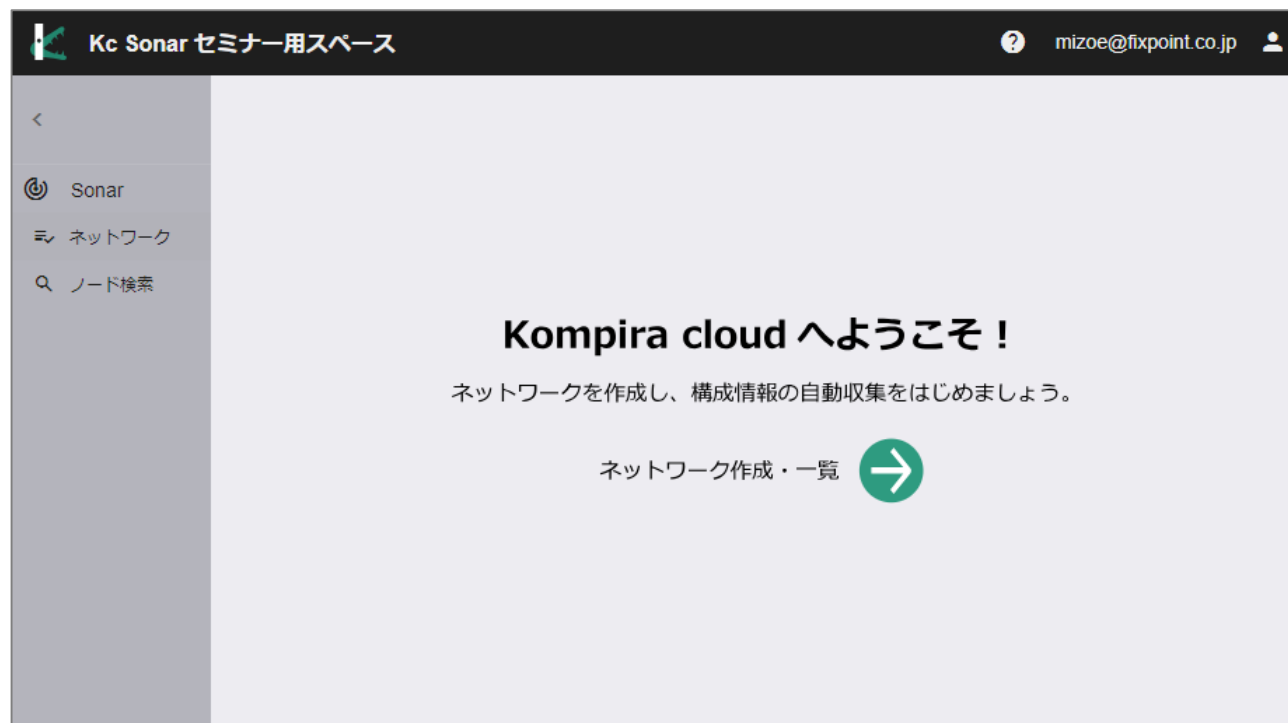 Kc Sonar セミナー用スペース
mizoe@fixpoint.co.jp
Sonar
ネットワーク
ノード検索
Kompira cloud へようこそ！
ネットワークを作成し、構成情報の自動収集をはじめましょう。
ネットワーク作成・一覧